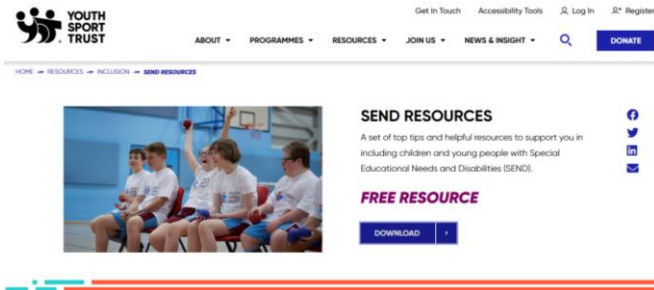 YOUTH
SPORT
TRUST
Get In Touch Accessibility Tools Log In Register
ABOUT PROGRAMMES RESOURCES JOIN US NEWS & INSIGHT DONATE
HOME RESOURCES INCLUSION SEND RESOURCES
SEND RESOURCES
A set of top tips and helpful resources to support you in
including children and young people with Special
Educational Needs and Disabilities (SEND).
FREE RESOURCE
DOWNLOAD